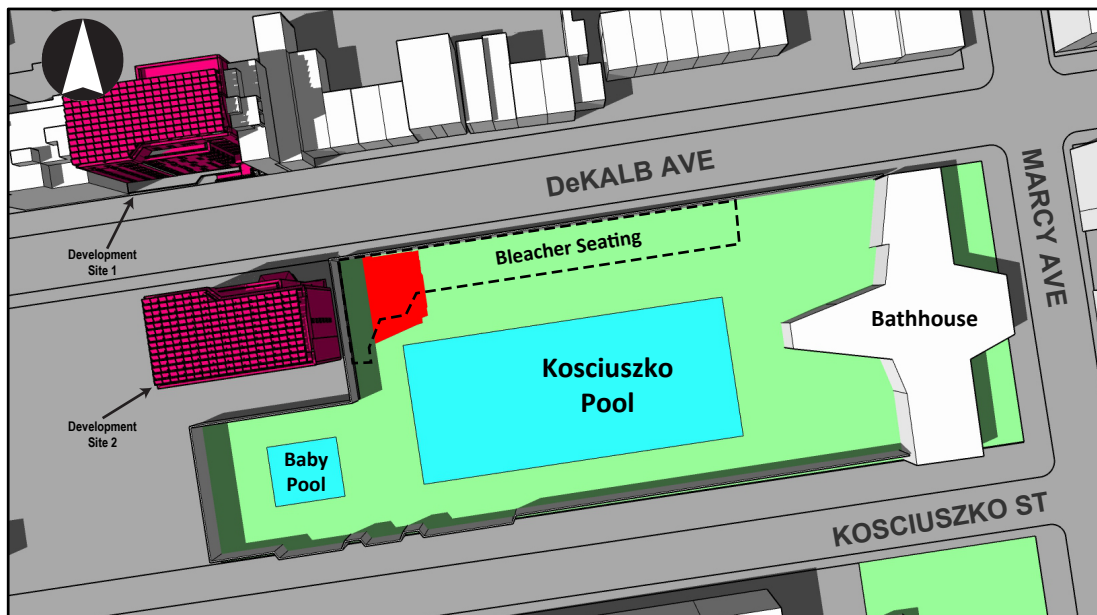 DeKALB AVE
MARCY AVE
Development
Site 1
Bleacher Seating
Bathhouse
Kosciuszko
Pool
Development
Site 2
Baby
Pool
KOSCIUSZKO ST